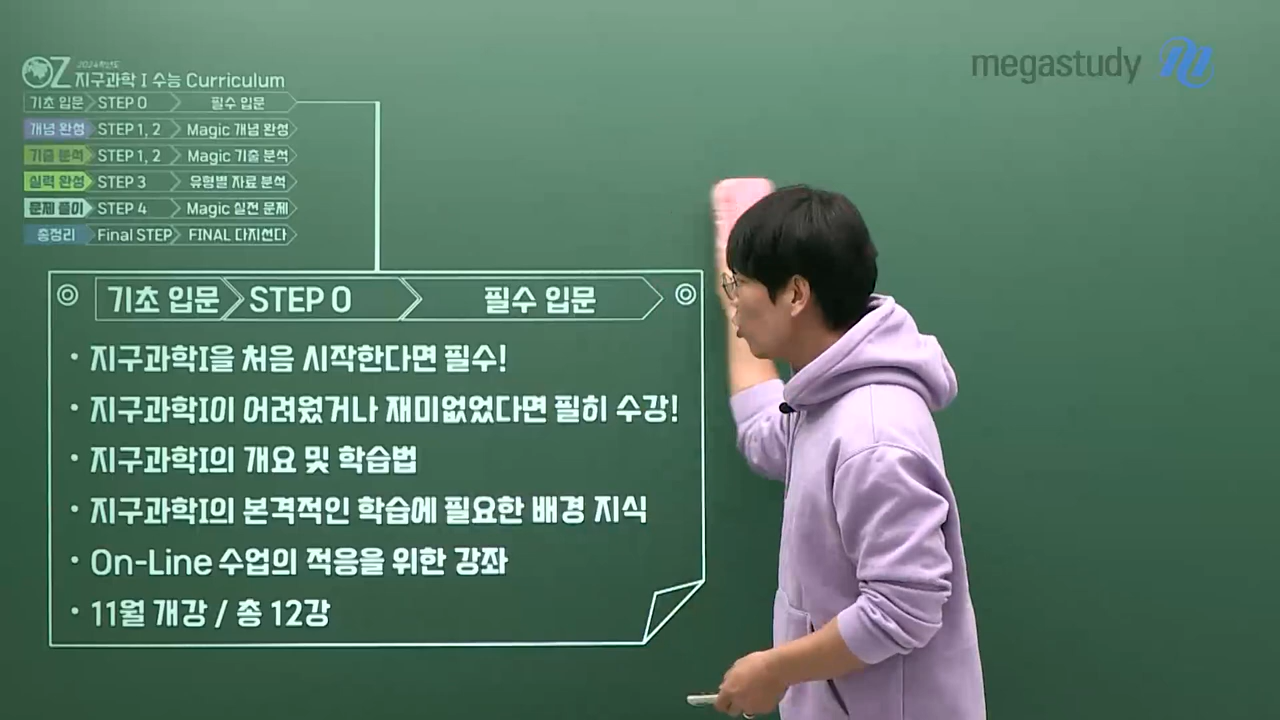 megastudy
OZ 2024학년도
지구과학 I 수능 Curriculum
기초 입문 STEP 0 필수 입문
개념 완성 STEP 1, 2 Magic 개념 완성
기출 분석 STEP 1, 2 Magic 기출 분석
실력 완성 STEP 3 유형별 자료 분석
문제 풀이 STEP 4 Magic 실전 문제
총정리 Final STEP FINAL 다지선다
기초 입문 STEP 0 필수 입문
• 지구과학I을 처음 시작한다면 필수!
• 지구과학I이 어려웠거나 재미없었다면 필히 수강!
• 지구과학I의 개요 및 학습법
• 지구과학I의 본격적인 학습에 필요한 배경 지식
• On-Line 수업의 적응을 위한 강좌
• 11월 개강 / 총 12강